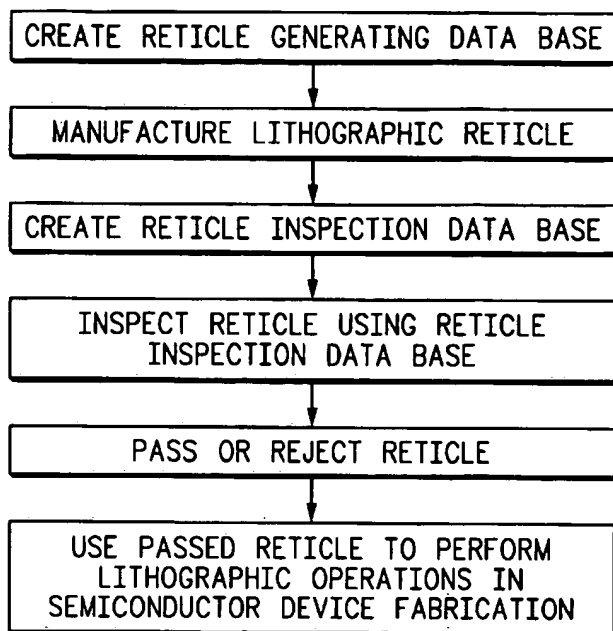 CREATE RETICLE GENERATING DATA BASE
MANUFACTURE LITHOGRAPHIC RETICLE
CREATE RETICLE INSPECTION DATA BASE
INSPECT RETICLE USING RETICLE
INSPECTION DATA BASE
PASS OR REJECT RETICLE
USE PASSED RETICLE TO PERFORM
LITHOGRAPHIC OPERATIONS IN
SEMICONDUCTOR DEVICE FABRICATION